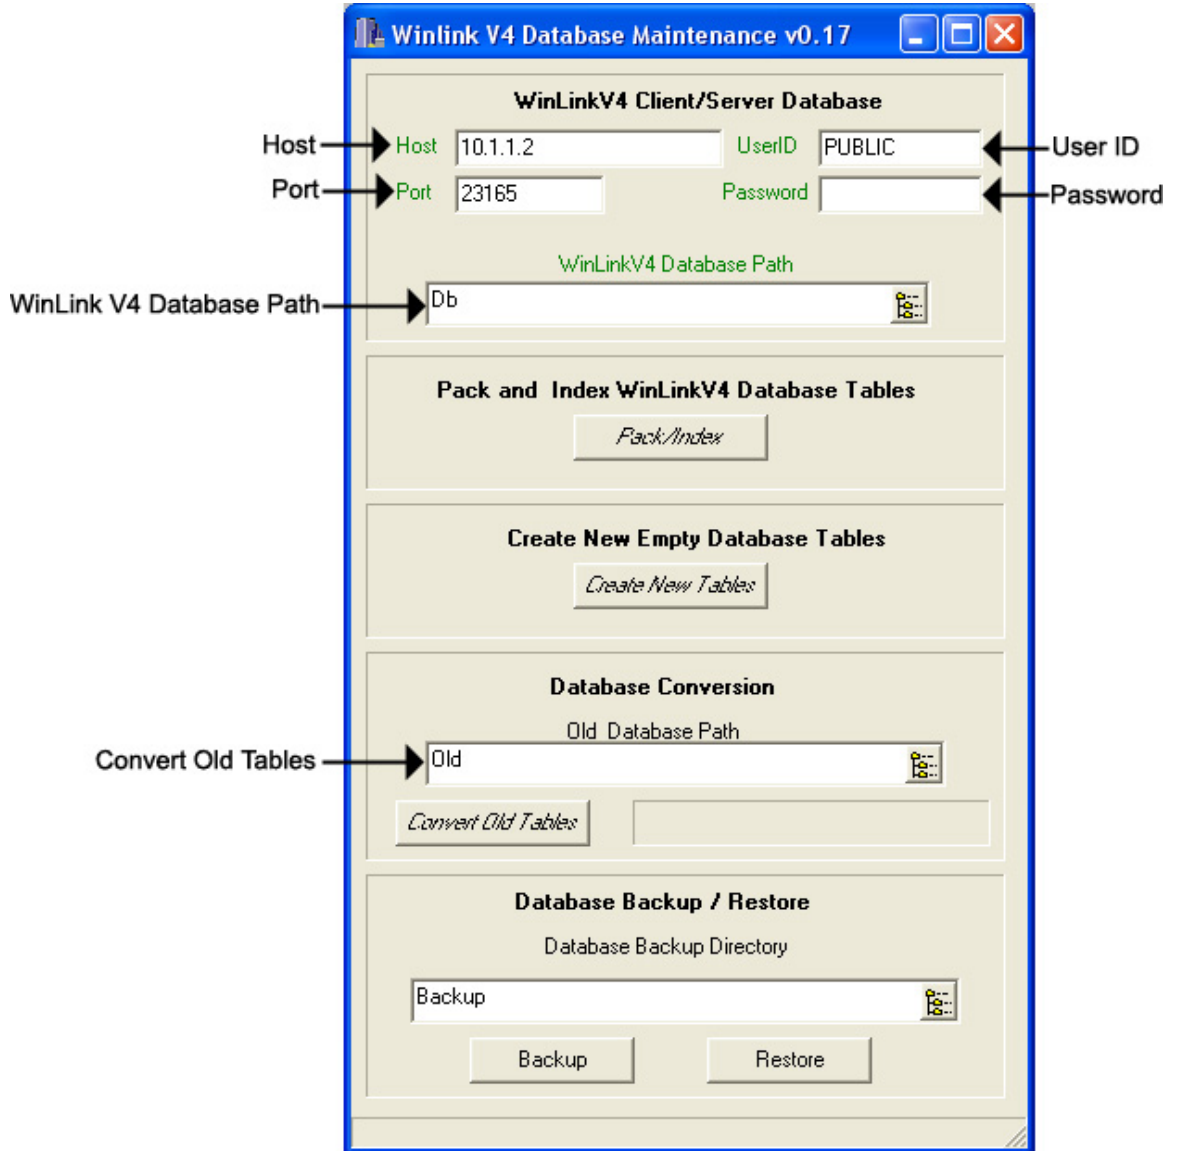 Winlink V4 Database Maintenance v0.17
WinLinkV4 Client/Server Database
Host Host 10.1.1.2 UserID PUBLIC User ID
Port Port 23165 Password Password
WinLinkV4 Database Path
WinLink V4 Database Path Db
Pack and Index WinLinkV4 Database Tables
Pack/Index
Create New Empty Database Tables
Create New Tables
Database Conversion
Old Database Path
Convert Old Tables Old
Convert Old Tables
Database Backup / Restore
Database Backup Directory
Backup
Backup Restore